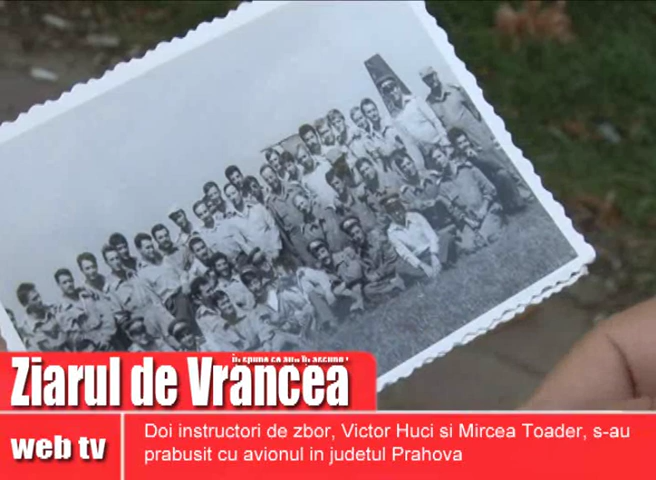 Ziarul de Vrancea
web tv
Doi instructori de zbor, Victor Huci si Mircea Toader, s-au
prabusit cu avionul in judetul Prahova